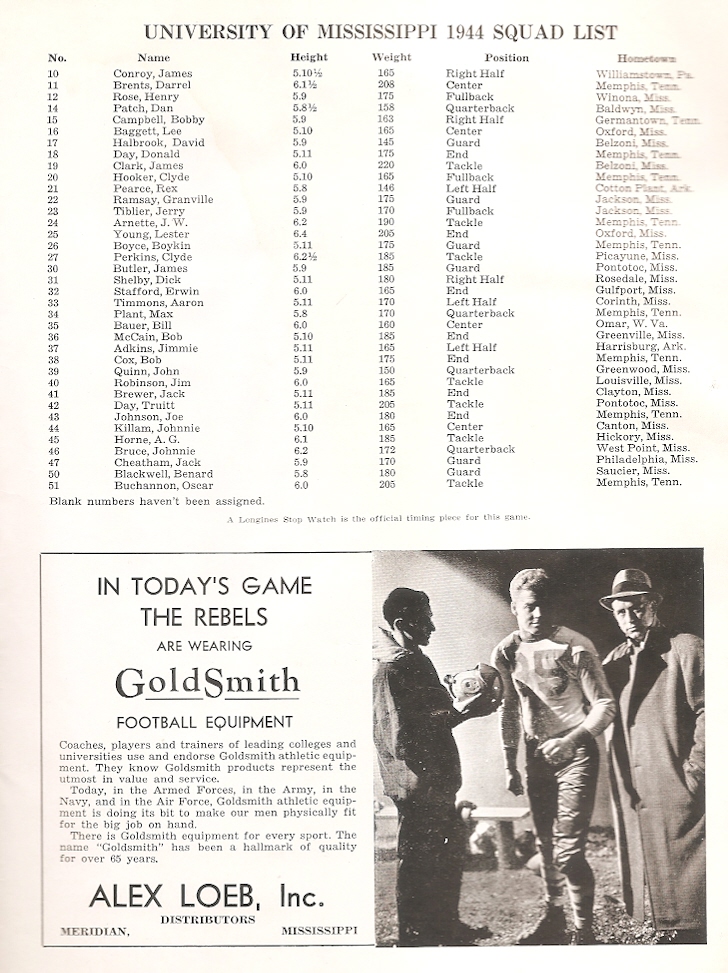 UNIVERSITY OF MISSISSIPPI 1944 SQUAD LIST
No. Name Height Weight Position Hometown
10 Conroy, James 5.10½ 165 Right Half Williamstown, Pa.
11 Brents, Darrel 6.1½ 208 Center Memphis, Tenn.
12 Rose, Henry 5.9 175 Fullback Winona, Miss.
14 Patch, Dan 5.8½ 158 Quarterback Baldwyn, Miss.
15 Campbell, Bobby 5.9 163 Right Half Germantown, Tenn.
16 Baggett, Lee 5.10 165 Center Oxford, Miss.
17 Halbrook, David 5.9 145 Guard Belzoni, Miss.
18 Day, Donald 5.11 175 End Memphis, Tenn.
19 Clark, James 6.0 220 Tackle Belzoni, Miss.
20 Hooker, Clyde 5.10 165 Fullback Memphis, Tenn.
21 Pearce, Rex 5.8 146 Left Half Cotton Plant, Ark.
22 Ramsay, Granville 5.9 175 Guard Jackson, Miss.
23 Tiblier, Jerry 5.9 170 Fullback Jackson, Miss.
24 Arnette, J. W. 6.2 190 Tackle Memphis, Tenn.
25 Young, Lester 6.4 205 End Oxford, Miss.
26 Boyce, Boykin 5.11 175 Guard Memphis, Tenn.
27 Perkins, Clyde 6.2½ 185 Tackle Picayune, Miss.
30 Butler, James 5.9 185 Guard Pontotoc, Miss.
31 Shelby, Dick 5.11 180 Right Half Rosedale, Miss.
32 Stafford, Erwin 6.0 165 End Gulfport, Miss.
33 Timmons, Aaron 5.11 170 Left Half Corinth, Miss.
34 Plant, Max 5.8 170 Quarterback Memphis, Tenn.
35 Bauer, Bill 6.0 160 Center Omar, W. Va.
36 McCain, Bob 5.10 185 End Greenville, Miss.
37 Adkins, Jimmie 5.11 165 Left Half Harrisburg, Ark.
38 Cox, Bob 5.11 175 End Memphis, Tenn.
39 Quinn, John 5.9 150 Quarterback Greenwood, Miss.
40 Robinson, Jim 6.0 165 Tackle Louisville, Miss.
41 Brewer, Jack 5.11 185 End Clayton, Miss.
42 Day, Truitt 5.11 205 Tackle Pontotoc, Miss.
43 Johnson, Joe 6.0 180 End Memphis, Tenn.
44 Killam, Johnnie 5.10 165 Center Canton, Miss.
45 Horne, A. G. 6.1 185 Tackle Hickory, Miss.
46 Bruce, Johnnie 6.2 172 Quarterback West Point, Miss.
47 Cheatham, Jack 5.9 170 Guard Philadelphia, Miss.
50 Blackwell, Benard 5.8 180 Guard Saucier, Miss.
51 Buchannon, Oscar 6.0 205 Tackle Memphis, Tenn.
Blank numbers haven't been assigned.
A Longines Stop Watch is the official timing piece for this game.
IN TODAY'S GAME
THE REBELS
ARE WEARING
GoldSmith
FOOTBALL EQUIPMENT
Coaches, players and trainers of leading colleges and
universities use and endorse Goldsmith athletic equip-
ment. They know Goldsmith products represent the
utmost in value and service.
Today, in the Armed Forces, in the Army, in the
Navy, and in the Air Force, Goldsmith athletic equip-
ment is doing its bit to make our men physically fit
for the big job on hand.
There is Goldsmith equipment for every sport. The
name "Goldsmith" has been a hallmark of quality
for over 65 years.
ALEX LOEB, Inc.
DISTRIBUTORS
MERIDIAN, MISSISSIPPI